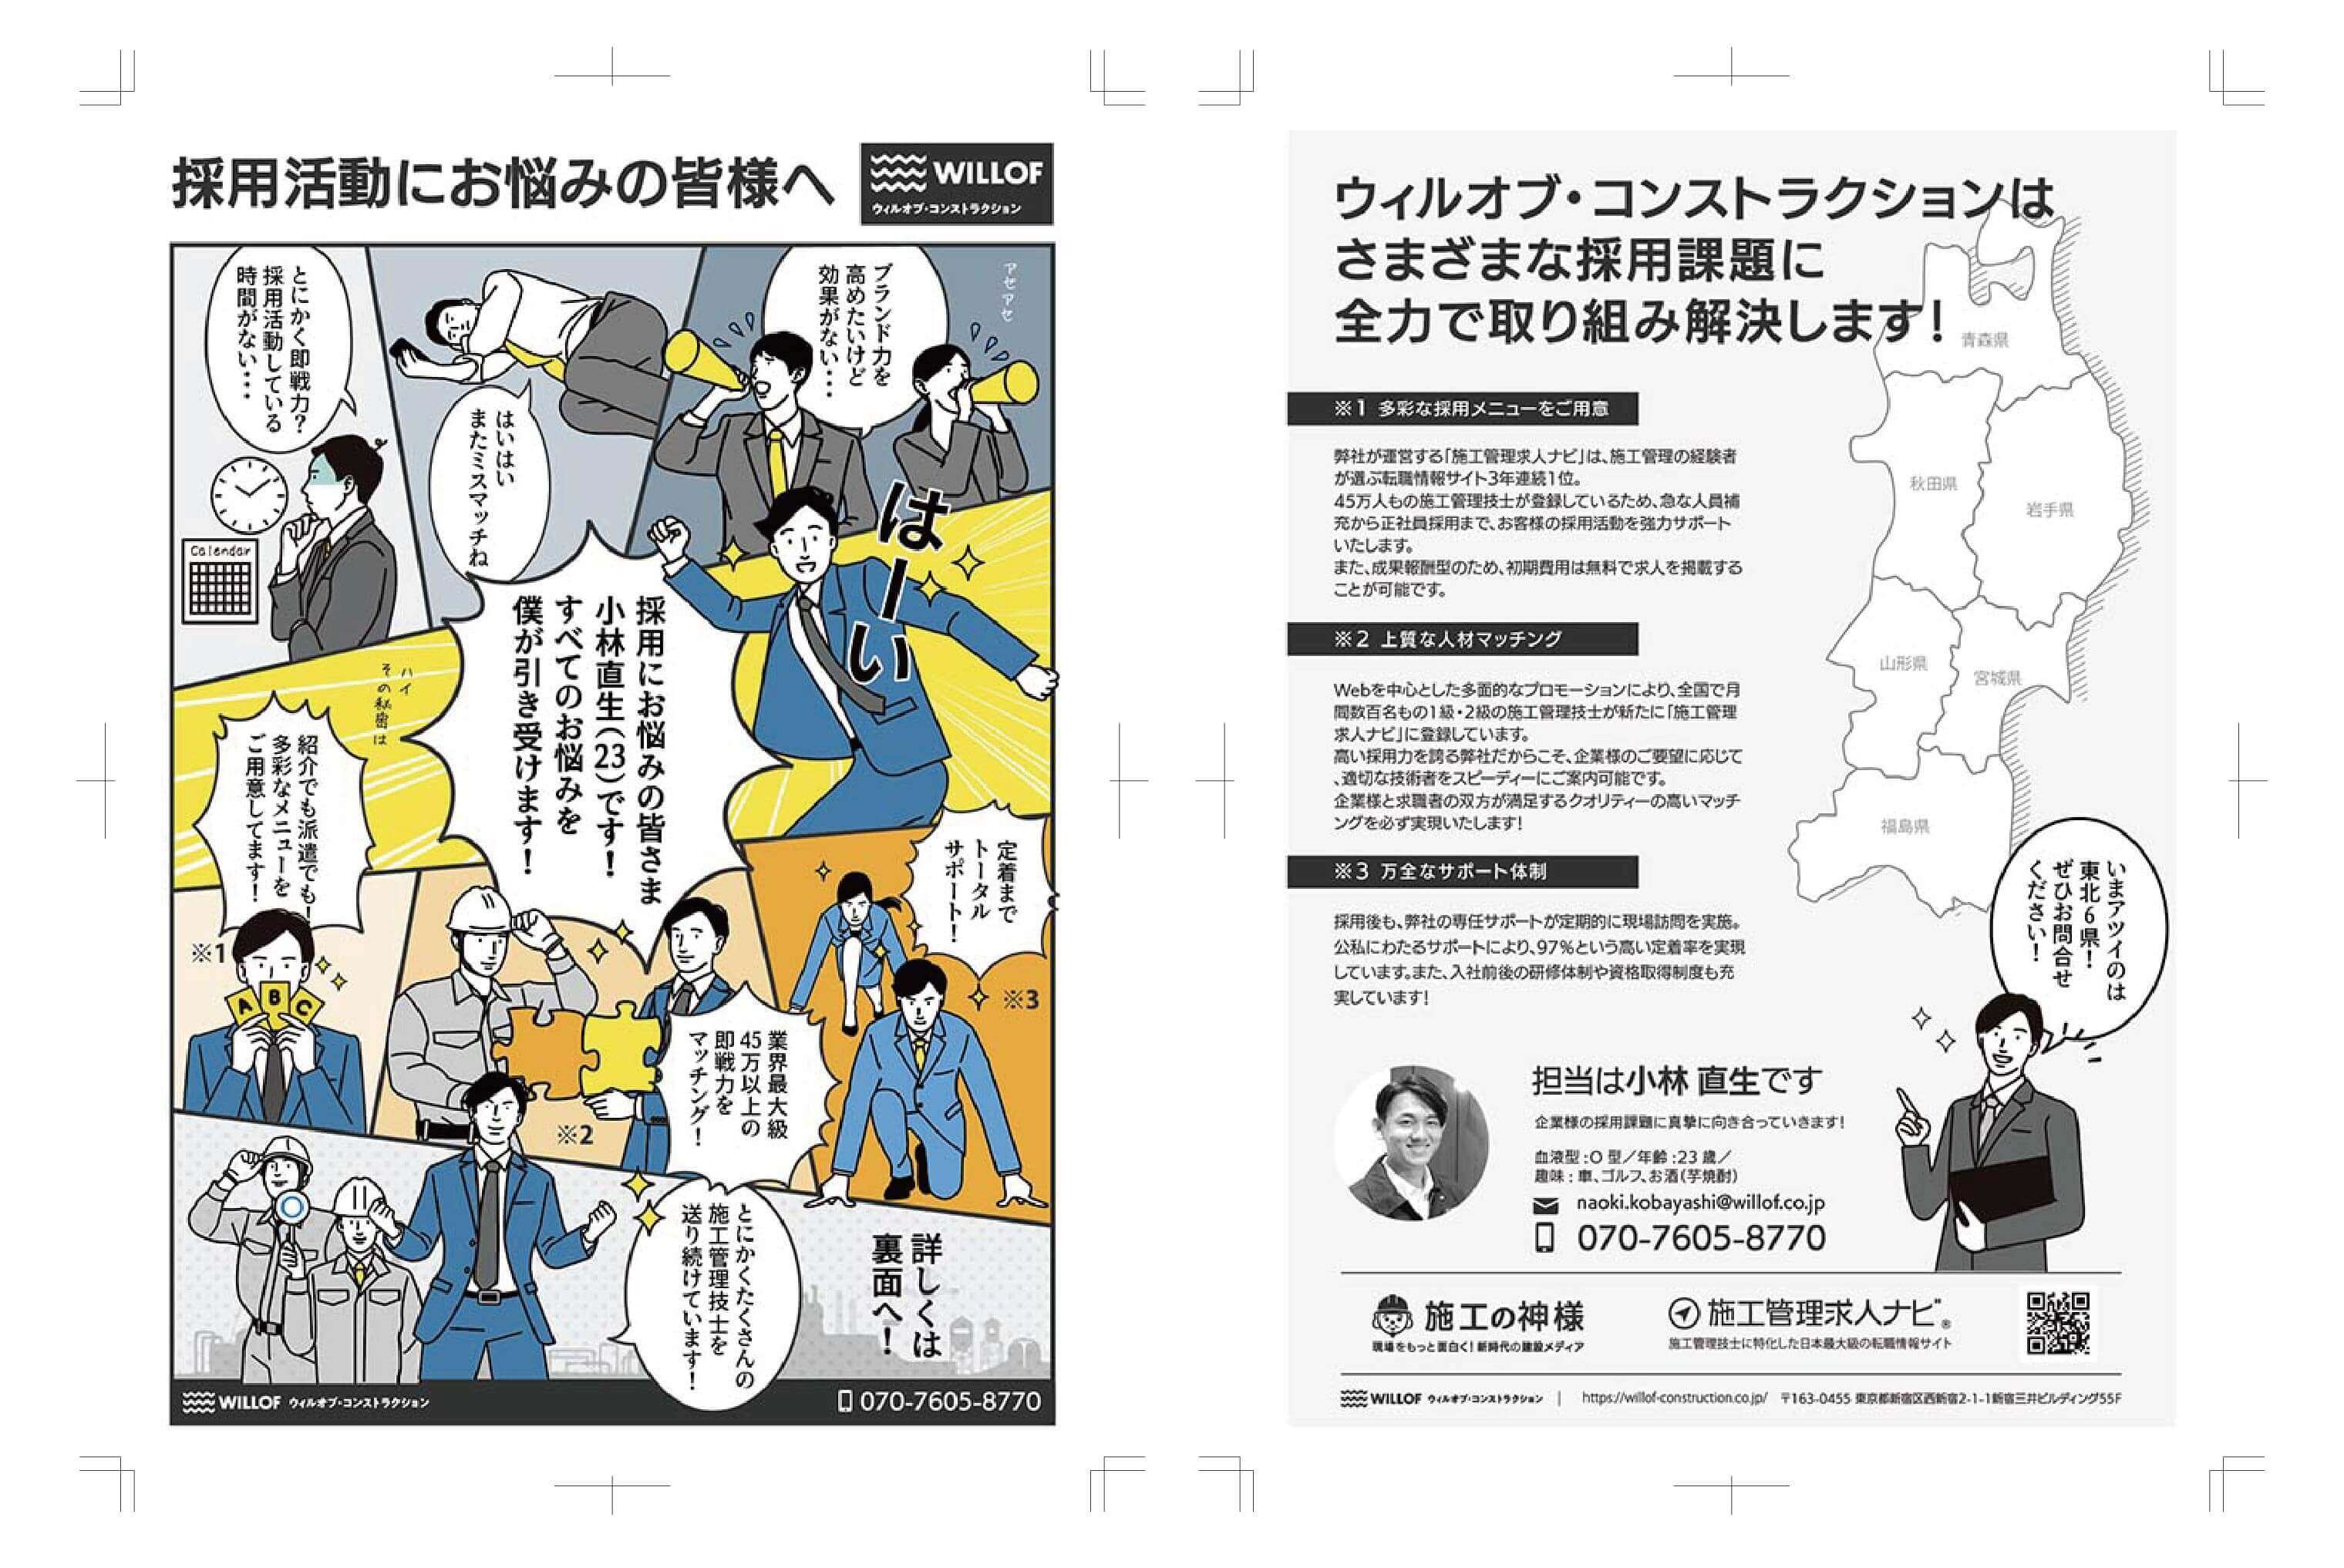 採用活動にお悩みの皆様へ
WILLOF
ウィルオブ・コンストラクション
とにかく即戦力?
採用活動している
時間がない…
Calendar
はいはい
またミスマッチね
ブランド力を
高めたいけど
効果がない…
アセアセ
はーい
採用にお悩みの皆さま
小林直生(23)です!
すべてのお悩みを
僕が引き受けます!
ハイ
その秘密は
紹介でも派遣でも!
多彩なメニューを
ご用意してます!
※1
A B C
業界最大級
45万以上の
即戦力を
マッチング!
※2
定着まで
トータル
サポート!
※3
とにかくたくさんの
施工管理技士を
送り続けています!
詳しくは
裏面へ!
WILLOF ウィルオブ・コンストラクション
070-7605-8770
ウィルオブ・コンストラクションは
さまざまな採用課題に
全力で取り組み解決します!
青森県
秋田県
岩手県
山形県
宮城県
福島県
※1 多彩な採用メニューをご用意
弊社が運営する「施工管理求人ナビ」は、施工管理の経験者
が選ぶ転職情報サイト3年連続1位。
45万人もの施工管理技士が登録しているため、急な人員補
充から正社員採用まで、お客様の採用活動を強力サポート
いたします。
また、成果報酬型のため、初期費用は無料で求人を掲載する
ことが可能です。
※2 上質な人材マッチング
Webを中心とした多面的なプロモーションにより、全国で月
間数百名もの1級・2級の施工管理技士が新たに「施工管理
求人ナビ」に登録しています。
高い採用力を誇る弊社だからこそ、企業様のご要望に応じて
、適切な技術者をスピーディーにご案内可能です。
企業様と求職者の双方が満足するクオリティーの高いマッチ
ングを必ず実現いたします!
※3 万全なサポート体制
採用後も、弊社の専任サポートが定期的に現場訪問を実施。
公私にわたるサポートにより、97%という高い定着率を実現
しています。また、入社前後の研修体制や資格取得制度も充
実しています!
いまアツイのは
東北6県!
ぜひお問合せ
ください!
担当は小林 直生です
企業様の採用課題に真摯に向き合っていきます!
血液型:O 型/年齢:23 歳/
趣味:車、ゴルフ、お酒(芋焼酎)
naoki.kobayashi@willof.co.jp
070-7605-8770
施工の神様
現場をもっと面白く!新時代の建設メディア
施工管理求人ナビ®
施工管理技士に特化した日本最大級の転職情報サイト
WILLOF ウィルオブ・コンストラクション | https://willof-construction.co.jp/ 〒163-0455 東京都新宿区西新宿2-1-1新宿三井ビルディング55F